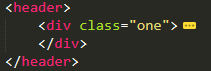 <header>
<div class="one">
</div>
</header>